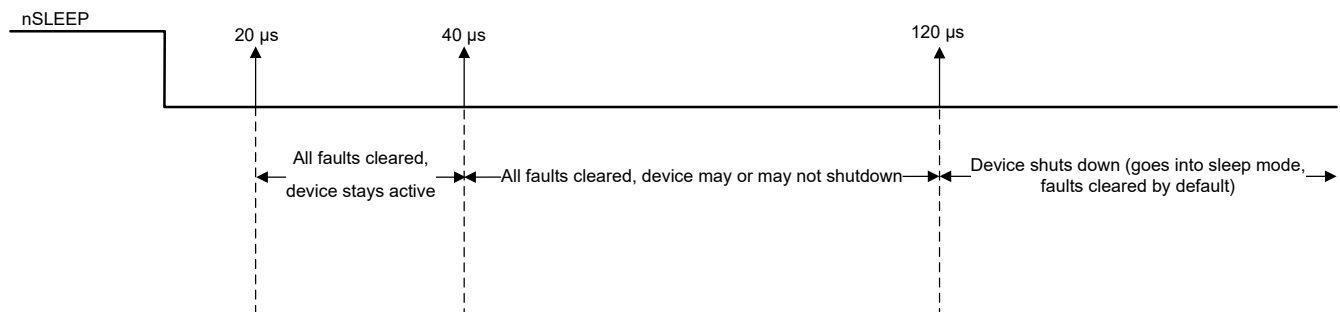 nSLEEP
20 µs
40 µs
120 µs
All faults cleared,
device stays active
All faults cleared, device may or may not shutdown
Device shuts down (goes into sleep mode,
faults cleared by default)